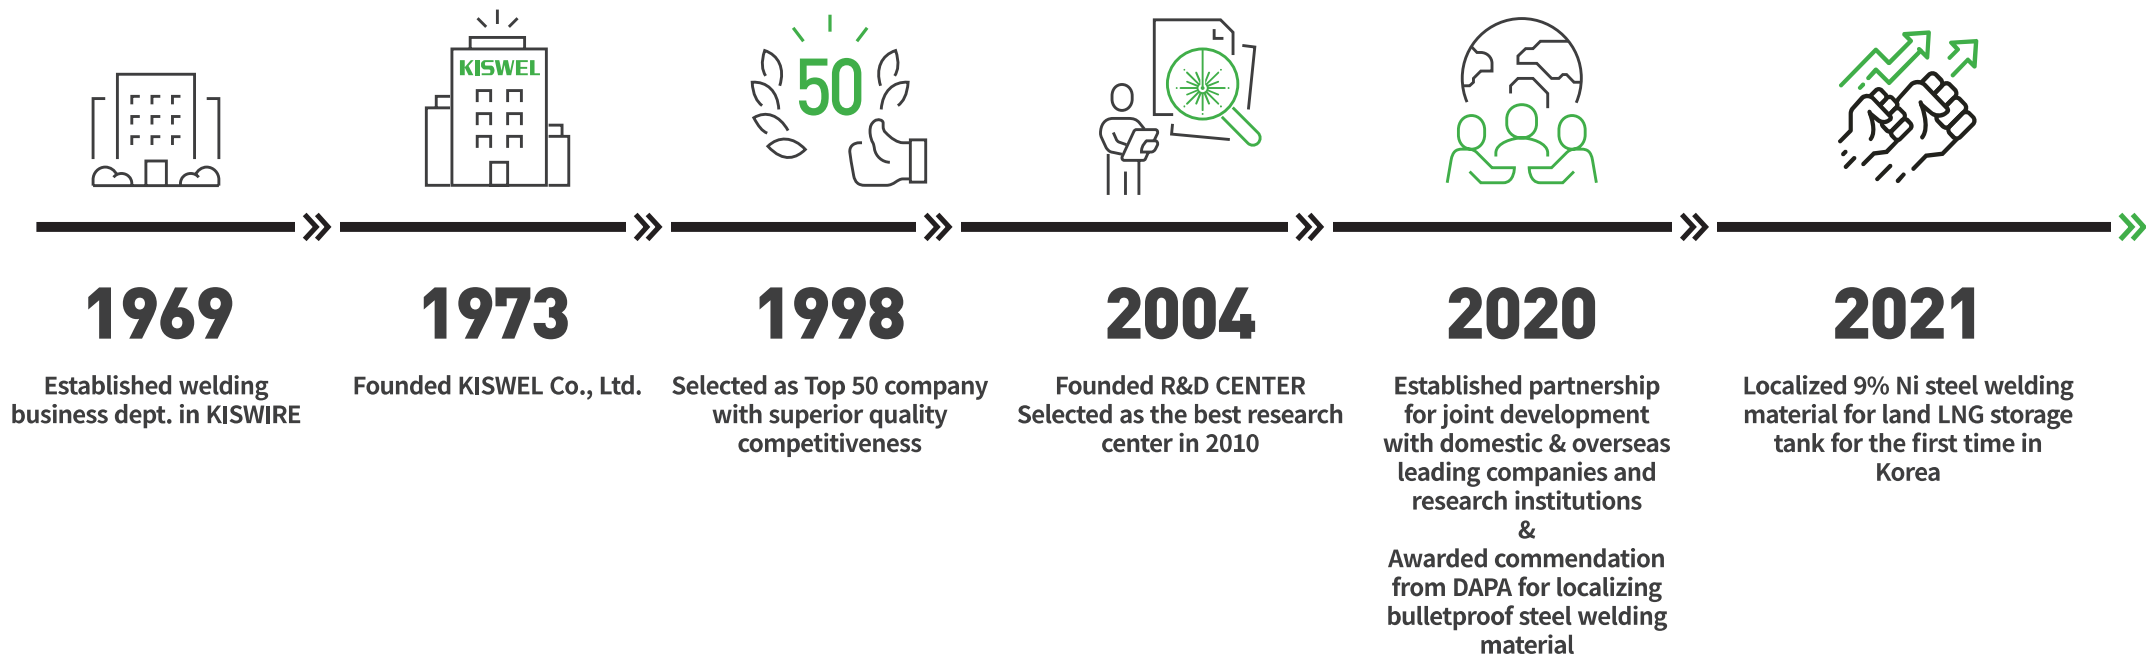 KISWEL
50
1969
Established welding
business dept. in KISWIRE
1973
Founded KISWEL Co., Ltd.
1998
Selected as Top 50 company
with superior quality
competitiveness
2004
Founded R&D CENTER
Selected as the best research
center in 2010
2020
Established partnership
for joint development
with domestic & overseas
leading companies and
research institutions
&
Awarded commendation
from DAPA for localizing
bulletproof steel welding
material
2021
Localized 9% Ni steel welding
material for land LNG storage
tank for the first time in
Korea